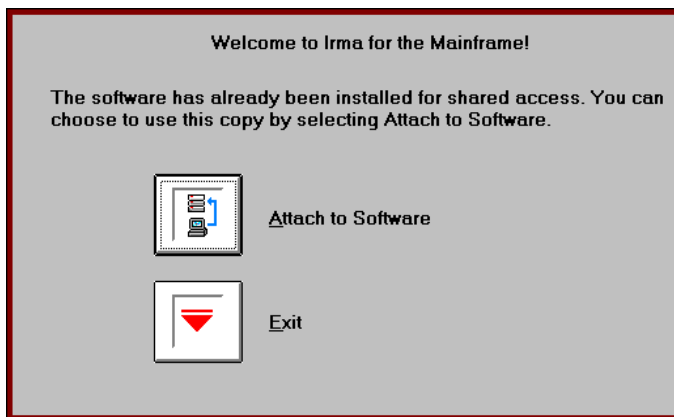 Welcome to Irma for the Mainframe!
The software has already been installed for shared access. You can
choose to use this copy by selecting Attach to Software.
Attach to Software
Exit